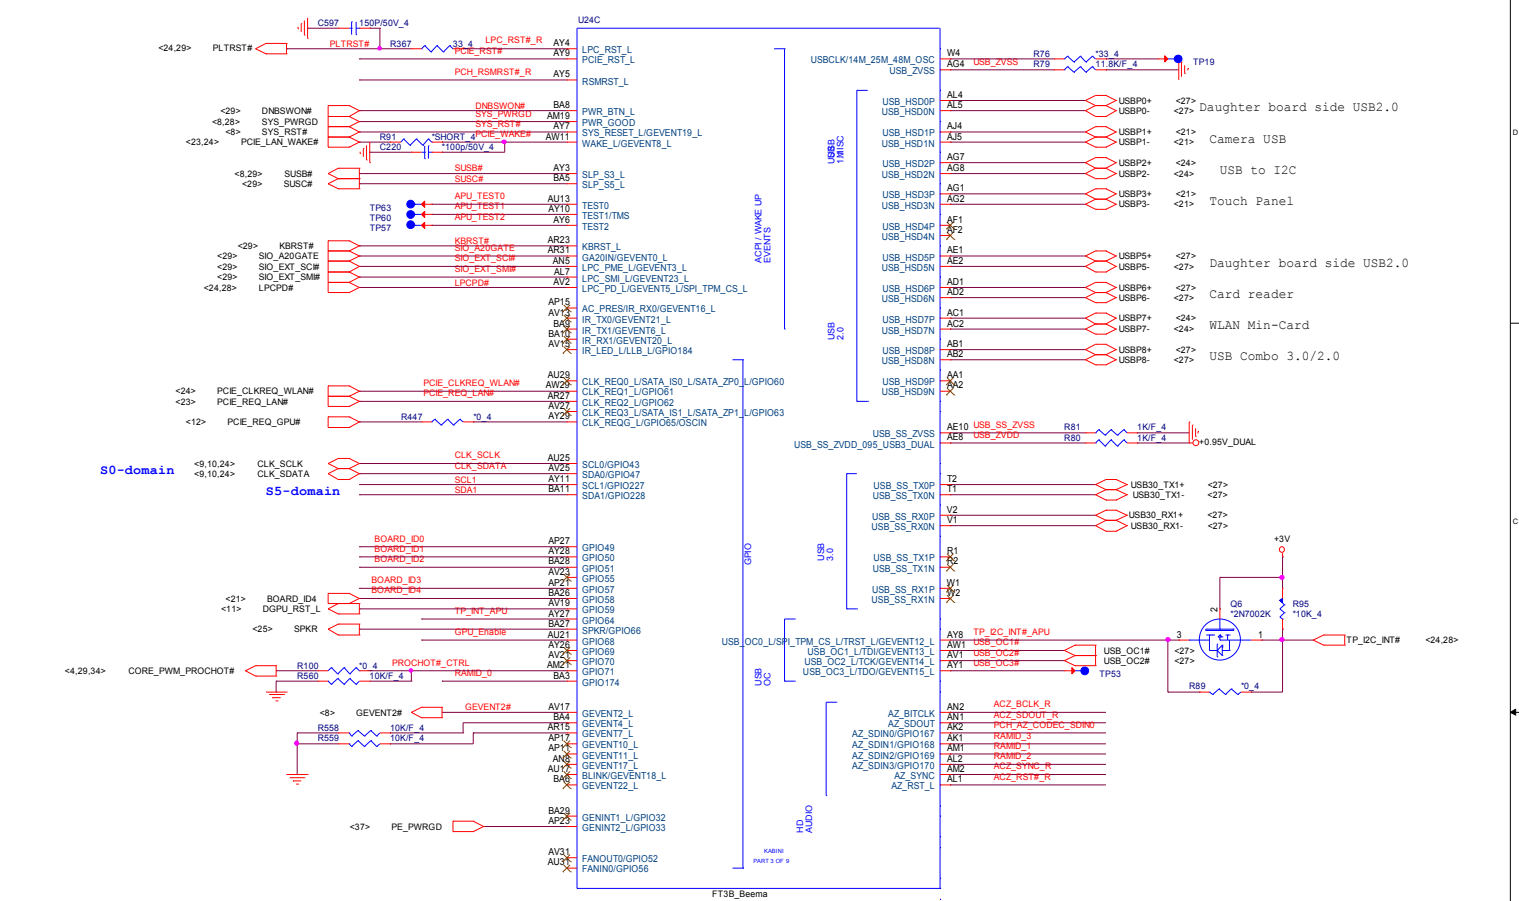 U24C
C597 150P/50V_4
<24,29> PLTRST# PLTRST# R367 33_4 LPC_RST#_R AY4 LPC_RST_L
PCIE_RST# AY9 PCIE_RST_L
PCH_RSMRST#_R AY5 RSMRST_L
<29> DNBSWON# DNBSWON# BA8 PWR_BTN_L
<8,28> SYS_PWRGD SYS_PWRGD AM19 PWR_GOOD
<8> SYS_RST# SYS_RST# AY7 SYS_RESET_L/GEVENT19_L
<23,24> PCIE_LAN_WAKE# R91 *SHORT_4 PCIE_WAKE# AW11 WAKE_L/GEVENT8_L
C220 *100p/50V_4
<8,29> SUSB# SUSB# AY3 SLP_S3_L
<29> SUSC# SUSC# BA5 SLP_S5_L
TP63 APU_TEST0 AU13 TEST0
TP60 APU_TEST1 AY10 TEST1/TMS
TP57 APU_TEST2 AY6 TEST2
<29> KBRST# KBRST# AR23 KBRST_L
<29> SIO_A20GATE SIO_A20GATE AR31 GA20IN/GEVENT0_L
<29> SIO_EXT_SCI# SIO_EXT_SCI# AN5 LPC_PME_L/GEVENT3_L
<29> SIO_EXT_SMI# SIO_EXT_SMI# AL7 LPC_SMI_L/GEVENT23_L
<24,28> LPCPD# LPCPD# AV2 LPC_PD_L/GEVENT5_L/SPI_TPM_CS_L
AP15 AC_PRES/IR_RX0/GEVENT16_L
AV13 IR_TX0/GEVENT21_L
BA9 IR_TX1/GEVENT6_L
BA10 IR_RX1/GEVENT20_L
AV15 IR_LED_L/LLB_L/GPIO184
AU29 CLK_REQ0_L/SATA_IS0_L/SATA_ZP0_L/GPIO60
<24> PCIE_CLKREQ_WLAN# PCIE_CLKREQ_WLAN# AW29 CLK_REQ1_L/GPIO61
<23> PCIE_REQ_LAN# PCIE_REQ_LAN# AR27 CLK_REQ2_L/GPIO62
AV27 CLK_REQ3_L/SATA_IS1_L/SATA_ZP1_L/GPIO63
<12> PCIE_REQ_GPU# R447 *0_4 AY29 CLK_REQG_L/GPIO65/OSCIN
S0-domain
<9,10,24> CLK_SCLK CLK_SCLK AU25 SCL0/GPIO43
<9,10,24> CLK_SDATA CLK_SDATA AV25 SDA0/GPIO47
S5-domain
SCL1 AY11 SCL1/GPIO227
SDA1 BA11 SDA1/GPIO228
BOARD_ID0 AP27 GPIO49
BOARD_ID1 AY28 GPIO50
BOARD_ID2 BA28 GPIO51
AV23 GPIO55
BOARD_ID3 AP21 GPIO57
<21> BOARD_ID4 BOARD_ID4 BA26 GPIO58
<11> DGPU_RST_L AV19 GPIO59
TP_INT_APU AY27 GPIO64
<25> SPKR BA27 SPKR/GPIO66
GPU_Enable AU21 GPIO68
AY26 GPIO69
AV21 GPIO70
<4,29,34> CORE_PWM_PROCHOT# R100 *0_4 PROCHOT#_CTRL AM21 GPIO71
R560 10K/F_4 RAMID_0 BA3 GPIO174
<8> GEVENT2# GEVENT2# AV17 GEVENT2_L
BA4 GEVENT4_L
R558 10K/F_4 AR15 GEVENT7_L
R559 10K/F_4 AP17 GEVENT10_L
AP11 GEVENT11_L
AN8 GEVENT17_L
AU17 BLINK/GEVENT18_L
BA6 GEVENT22_L
BA29 GENINT1_L/GPIO32
<37> PE_PWRGD AP23 GENINT2_L/GPIO33
AV31 FANOUT0/GPIO52
AU31 FANIN0/GPIO56
ACPI / WAKE UP EVENTS
GPIO
USB 1.1
MISC
USB 2.0
USB 3.0
USB OC
HD AUDIO
KABINI
PART 3 OF 9
FT3B_Beema
USBCLK/14M_25M_48M_OSC W4 R76 *33_4 TP19
USB_ZVSS AG4 USB_ZVSS R79 11.8K/F_4
USB_HSD0P AL4 USBP0+ <27>
USB_HSD0N AL5 USBP0- <27> Daughter board side USB2.0
USB_HSD1P AJ4 USBP1+ <21>
USB_HSD1N AJ5 USBP1- <21> Camera USB
USB_HSD2P AG7 USBP2+ <24>
USB_HSD2N AG8 USBP2- <24> USB to I2C
USB_HSD3P AG1 USBP3+ <21>
USB_HSD3N AG2 USBP3- <21> Touch Panel
USB_HSD4P AF1
USB_HSD4N AF2
USB_HSD5P AE1 USBP5+ <27>
USB_HSD5N AE2 USBP5- <27> Daughter board side USB2.0
USB_HSD6P AD1 USBP6+ <27>
USB_HSD6N AD2 USBP6- <27> Card reader
USB_HSD7P AC1 USBP7+ <24>
USB_HSD7N AC2 USBP7- <24> WLAN Min-Card
USB_HSD8P AB1 USBP8+ <27>
USB_HSD8N AB2 USBP8- <27> USB Combo 3.0/2.0
USB_HSD9P AA1
USB_HSD9N AA2
USB_SS_ZVSS AE10 USB_SS_ZVSS R81 1K/F_4
USB_SS_ZVDD_095_USB3_DUAL AE8 USB_ZVDD R80 1K/F_4 +0.95V_DUAL
USB_SS_TX0P T2 USB30_TX1+ <27>
USB_SS_TX0N T1 USB30_TX1- <27>
USB_SS_RX0P V2 USB30_RX1+ <27>
USB_SS_RX0N V1 USB30_RX1- <27>
USB_SS_TX1P R1
USB_SS_TX1N R2
USB_SS_RX1P W1
USB_SS_RX1N W2
+3V
Q6
*2N7002K
R95
*10K_4
2
3 1
USB_OC0_L/SPI_TPM_CS_L/TRST_L/GEVENT12_L AY8 TP_I2C_INT#_APU TP_I2C_INT# <24,28>
USB_OC1_L/TDI/GEVENT13_L AW1 USB_OC1# USB_OC1# <27>
USB_OC2_L/TCK/GEVENT14_L AV1 USB_OC2# USB_OC2# <27>
USB_OC3_L/TDO/GEVENT15_L AY1 USB_OC3# TP53
R89 *0_4
AZ_BITCLK AN2 ACZ_BCLK_R
AZ_SDOUT AN1 ACZ_SDOUT_R
AZ_SDIN0/GPIO167 AK2 PCH_AZ_CODEC_SDIN0
AZ_SDIN1/GPIO168 AK1 RAMID_3
AZ_SDIN2/GPIO169 AM1 RAMID_1
AZ_SDIN3/GPIO170 AL2 RAMID_2
AZ_SYNC AM2 ACZ_SYNC_R
AZ_RST_L AL1 ACZ_RST#_R
D
C